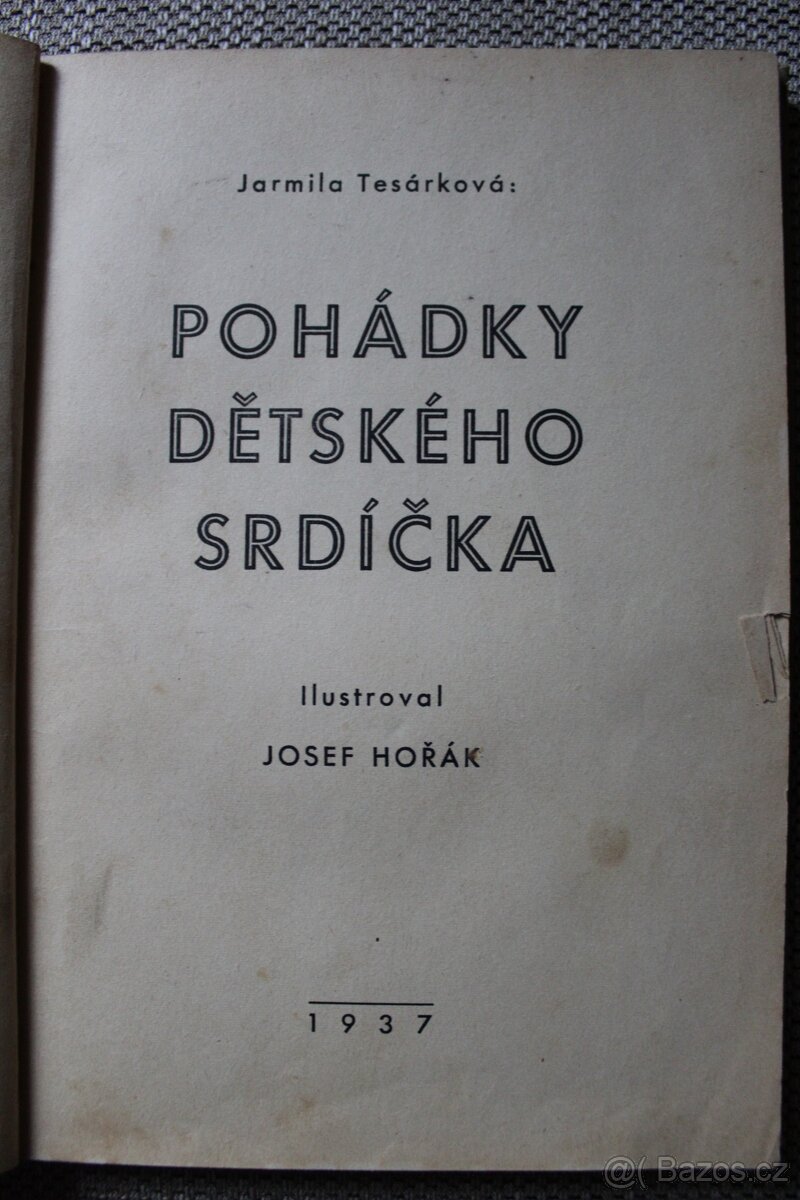 Jarmila Tesárková:
POHÁDKY
DĚTSKÉHO
SRDÍČKA
Ilustroval
JOSEF HOŘÁK
1937
@( Bazos.cz